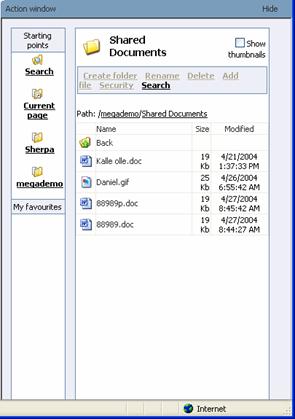 Action window Hide
Starting
points
Search
Current
page
Sherpa
megademo
My favourites
Shared
Documents
Show
thumbnails
Create folder Rename Delete Add
file Security Search
Path: /megademo/Shared Documents
Name Size Modified
Back
Kalle olle.doc 19 Kb 4/21/2004 1:37:33 PM
Daniel.gif 25 Kb 4/26/2004 6:55:42 AM
88989p.doc 19 Kb 4/27/2004 8:45:42 AM
88989.doc 19 Kb 4/27/2004 8:44:27 AM
Internet